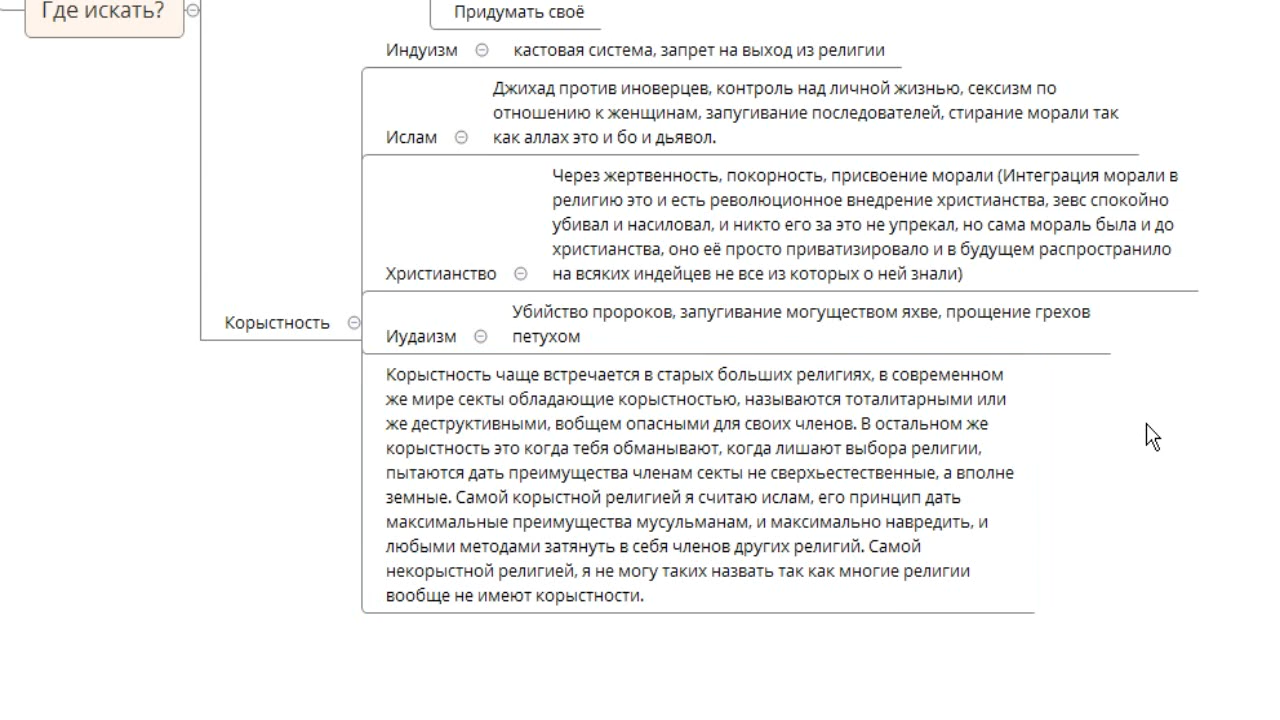 Где искать?
Придумать своё
Индуизм
кастовая система, запрет на выход из религии
Джихад против иноверцев, контроль над личной жизнью, сексизм по
отношению к женщинам, запугивание последователей, стирание морали так
Ислам
как аллах это и бо и дьявол.
Через жертвенность, покорность, присвоение морали (Интеграция морали в
религию это и есть революционное внедрение христианства, зевс спокойно
убивал и насиловал, и никто его за это не упрекал, но сама мораль была и до
христианства, оно её просто приватизировало и в будущем распространило
Христианство
на всяких индейцев не все из которых о ней знали)
Корыстность
Убийство пророков, запугивание могуществом яхве, прощение грехов
Иудаизм
петухом
Корыстность чаще встречается в старых больших религиях, в современном
же мире секты обладающие корыстностью, называются тоталитарными или
же деструктивными, вобщем опасными для своих членов. В остальном же
корыстность это когда тебя обманывают, когда лишают выбора религии,
пытаются дать преимущества членам секты не сверхьестественные, а вполне
земные. Самой корыстной религией я считаю ислам, его принцип дать
максимальные преимущества мусульманам, и максимально навредить, и
любыми методами затянуть в себя членов других религий. Самой
некорыстной религией, я не могу таких назвать так как многие религии
вообще не имеют корыстности.